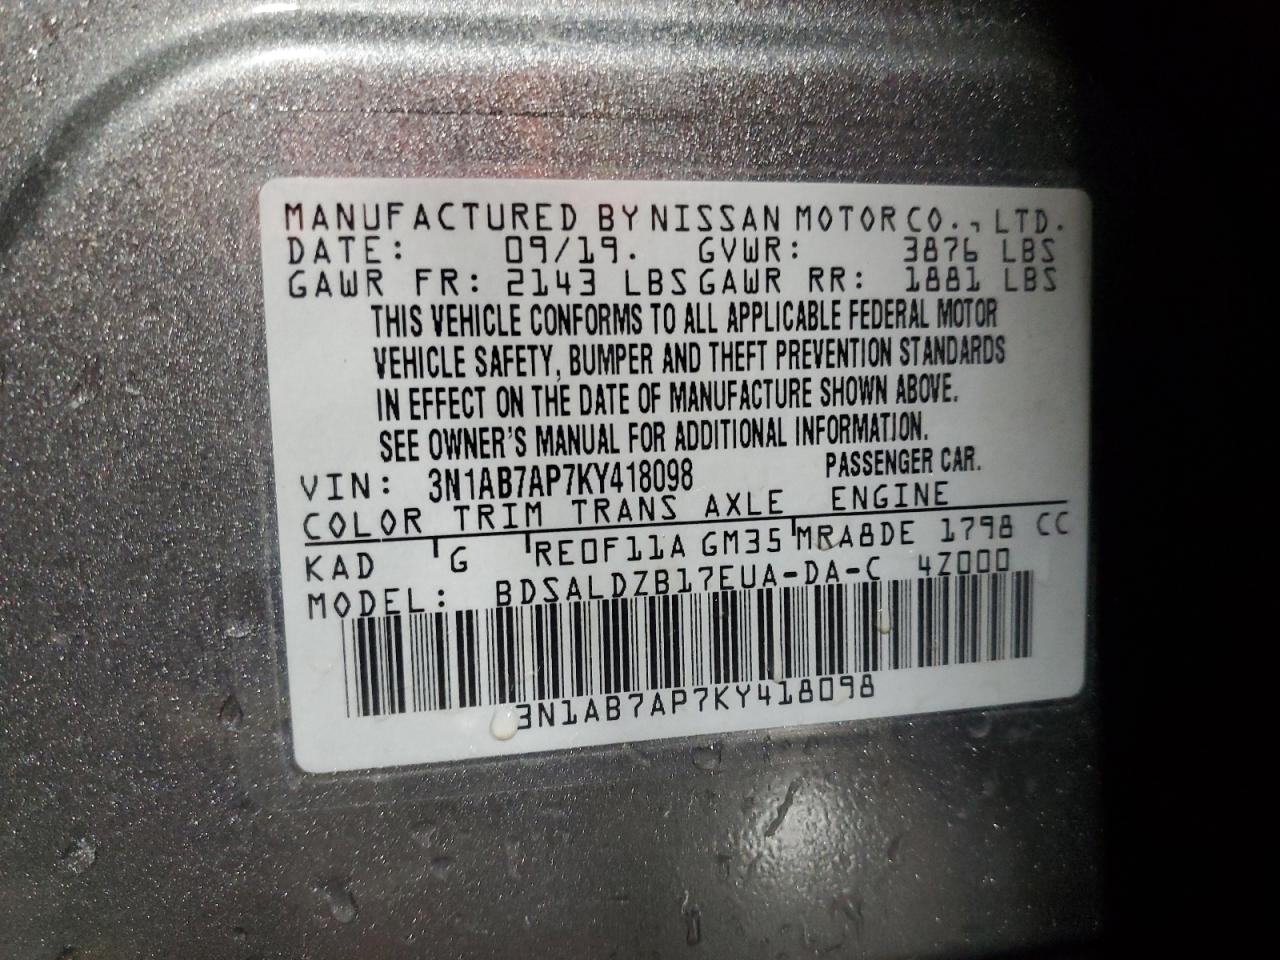 MANUFACTURED BY NISSAN MOTOR CO., LTD.
DATE: 09/19. GVWR: 3876 LBS
GAWR FR: 2143 LBS GAWR RR: 1881 LBS
THIS VEHICLE CONFORMS TO ALL APPLICABLE FEDERAL MOTOR
VEHICLE SAFETY, BUMPER AND THEFT PREVENTION STANDARDS
IN EFFECT ON THE DATE OF MANUFACTURE SHOWN ABOVE.
SEE OWNER'S MANUAL FOR ADDITIONAL INFORMATION.
VIN: 3N1AB7AP7KY418098 PASSENGER CAR.
COLOR TRIM TRANS AXLE ENGINE
KAD G RE0F11A GM35 MRA8DE 1798 CC
MODEL: BDSALDZB17EUA-DA-C 4Z000
3N1AB7AP7KY418098